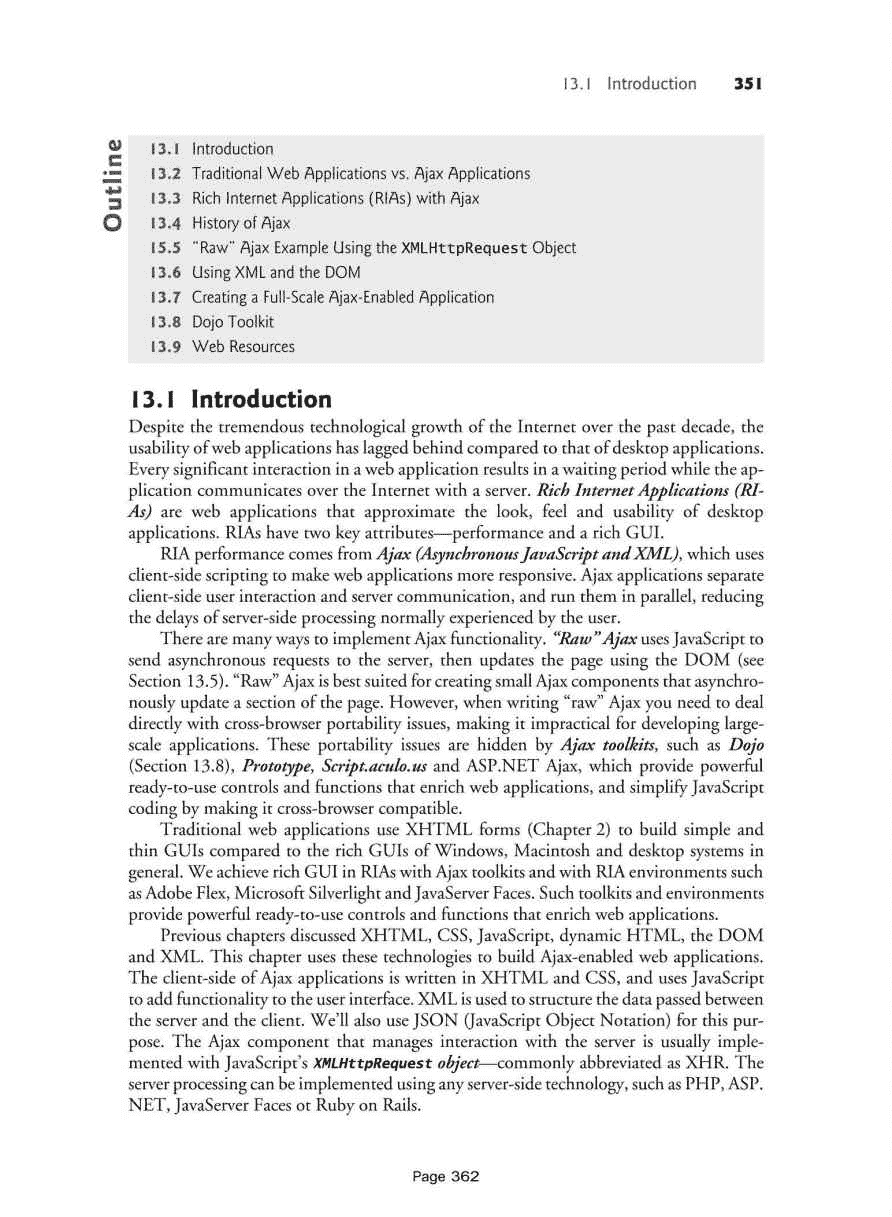 13.1 Introduction 351
Outline
13.1 Introduction
13.2 Traditional Web Applications vs. Ajax Applications
13.3 Rich Internet Applications (RIAs) with Ajax
13.4 History of Ajax
15.5 "Raw" Ajax Example Using the XMLHttpRequest Object
13.6 Using XML and the DOM
13.7 Creating a Full-Scale Ajax-Enabled Application
13.8 Dojo Toolkit
13.9 Web Resources
13.1 Introduction
Despite the tremendous technological growth of the Internet over the past decade, the
usability of web applications has lagged behind compared to that of desktop applications.
Every significant interaction in a web application results in a waiting period while the ap-
plication communicates over the Internet with a server. Rich Internet Applications (RI-
As) are web applications that approximate the look, feel and usability of desktop
applications. RIAs have two key attributes—performance and a rich GUI.
RIA performance comes from Ajax (Asynchronous JavaScript and XML), which uses
client-side scripting to make web applications more responsive. Ajax applications separate
client-side user interaction and server communication, and run them in parallel, reducing
the delays of server-side processing normally experienced by the user.
There are many ways to implement Ajax functionality. “Raw” Ajax uses JavaScript to
send asynchronous requests to the server, then updates the page using the DOM (see
Section 13.5). “Raw” Ajax is best suited for creating small Ajax components that asynchro-
nously update a section of the page. However, when writing “raw” Ajax you need to deal
directly with cross-browser portability issues, making it impractical for developing large-
scale applications. These portability issues are hidden by Ajax toolkits, such as Dojo
(Section 13.8), Prototype, Script.aculo.us and ASP.NET Ajax, which provide powerful
ready-to-use controls and functions that enrich web applications, and simplify JavaScript
coding by making it cross-browser compatible.
Traditional web applications use XHTML forms (Chapter 2) to build simple and
thin GUIs compared to the rich GUIs of Windows, Macintosh and desktop systems in
general. We achieve rich GUI in RIAs with Ajax toolkits and with RIA environments such
as Adobe Flex, Microsoft Silverlight and JavaServer Faces. Such toolkits and environments
provide powerful ready-to-use controls and functions that enrich web applications.
Previous chapters discussed XHTML, CSS, JavaScript, dynamic HTML, the DOM
and XML. This chapter uses these technologies to build Ajax-enabled web applications.
The client-side of Ajax applications is written in XHTML and CSS, and uses JavaScript
to add functionality to the user interface. XML is used to structure the data passed between
the server and the client. We’ll also use JSON (JavaScript Object Notation) for this pur-
pose. The Ajax component that manages interaction with the server is usually imple-
mented with JavaScript’s XMLHttpRequest object—commonly abbreviated as XHR. The
server processing can be implemented using any server-side technology, such as PHP, ASP.
NET, JavaServer Faces ot Ruby on Rails.
Page 362